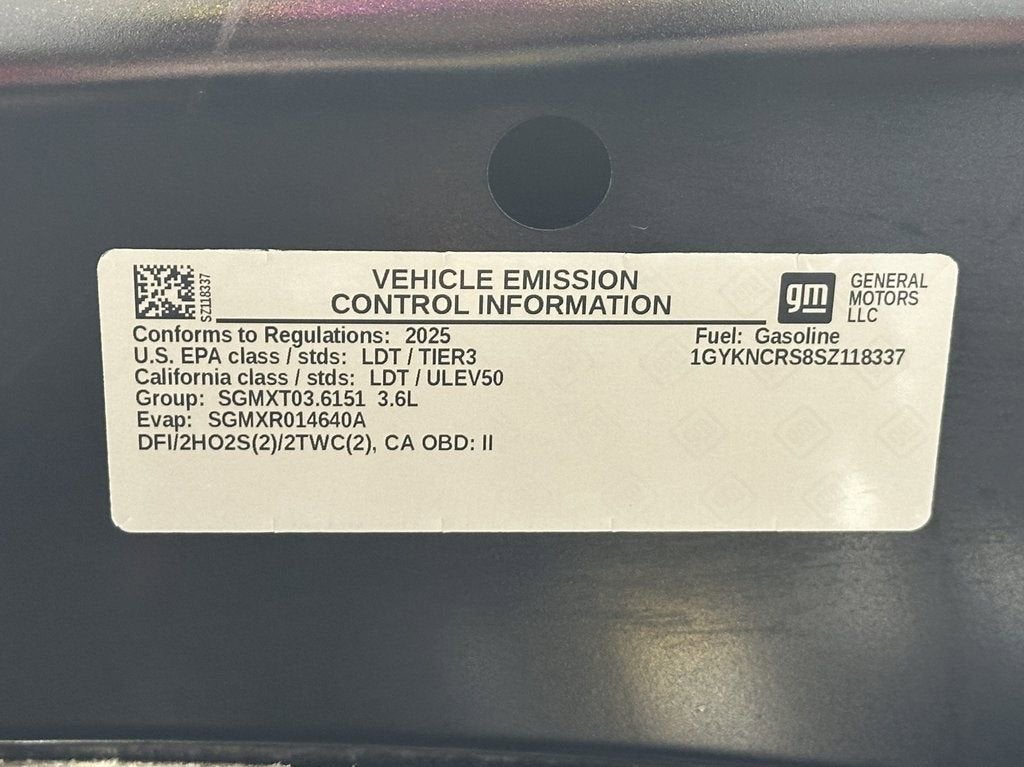 VEHICLE EMISSION
CONTROL INFORMATION
SZ118337
gm
GENERAL
MOTORS
LLC
Conforms to Regulations: 2025
Fuel: Gasoline
U.S. EPA class / stds: LDT / TIER3
1GYKNCRS8SZ118337
California class / stds: LDT / ULEV50
Group: SGMXT03.6151 3.6L
Evap: SGMXR014640A
DFI/2HO2S(2)/2TWC(2), CA OBD: II